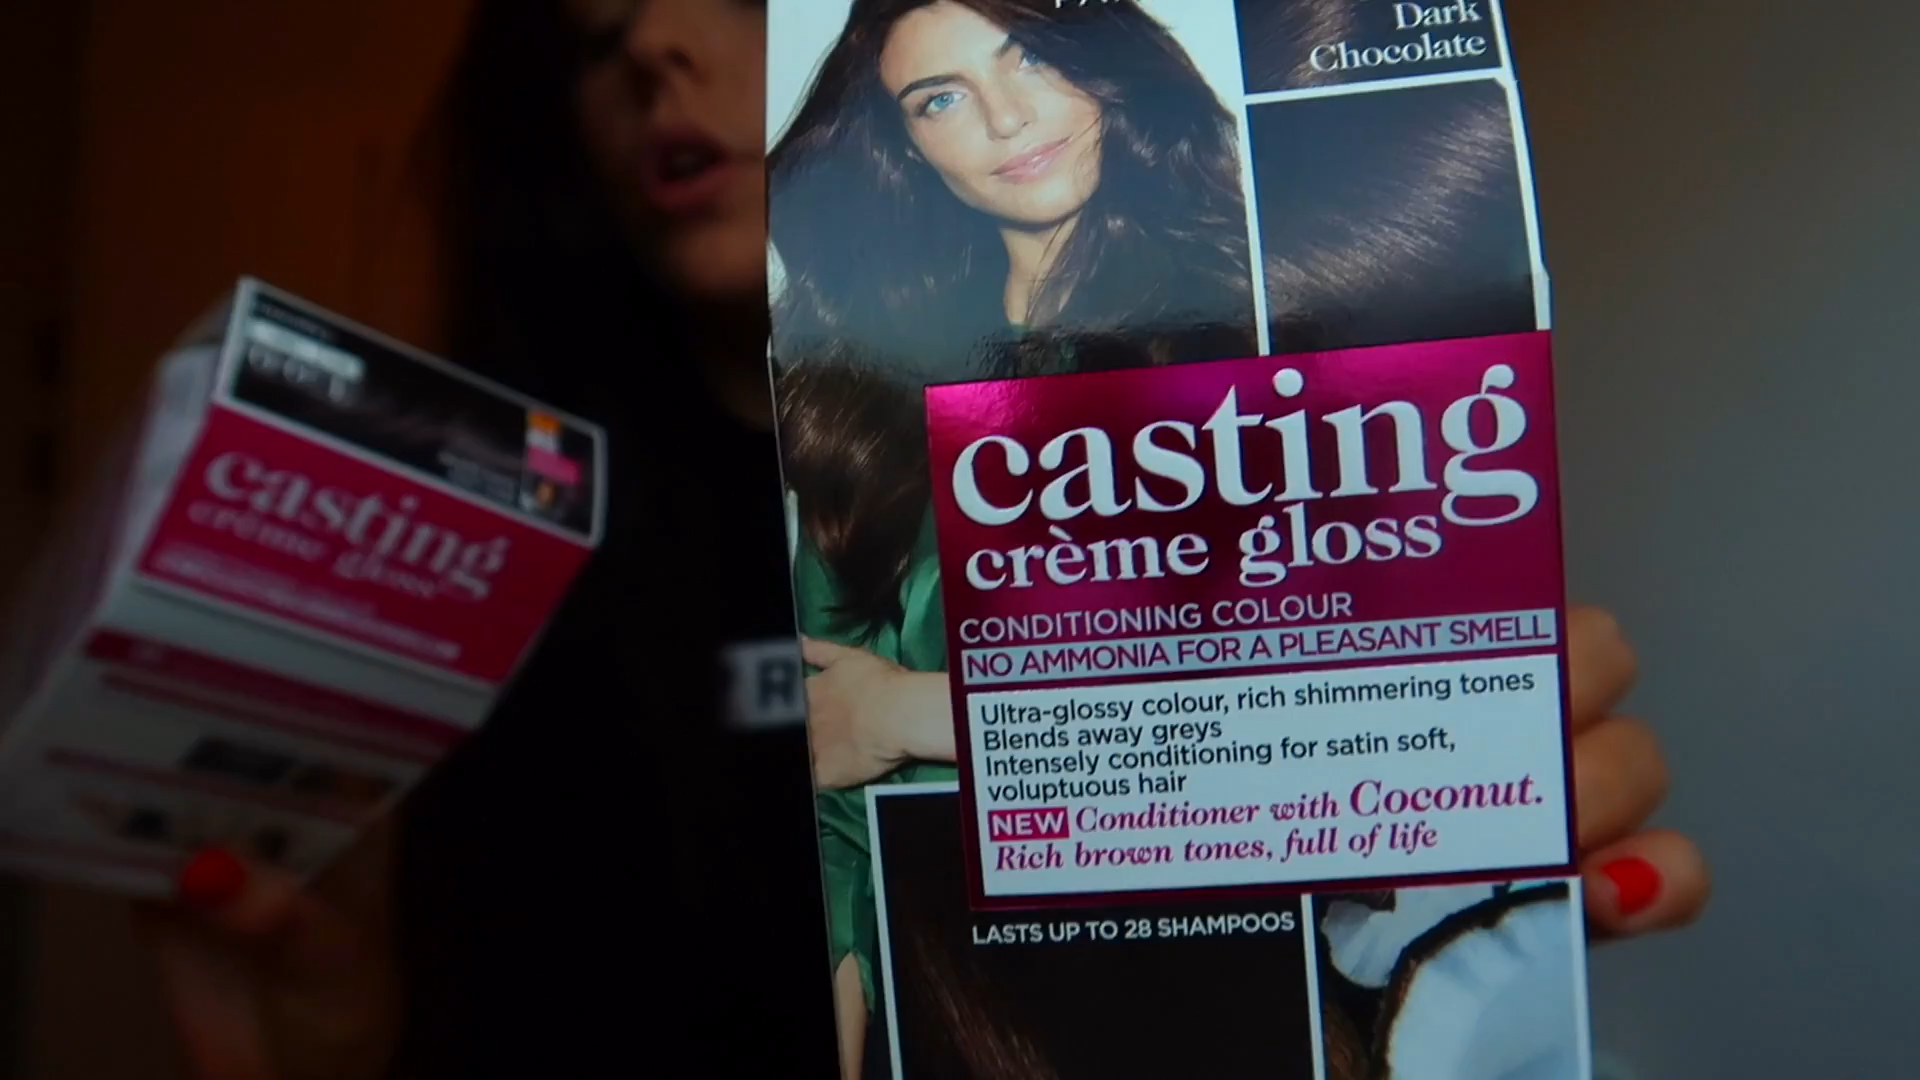 Dark
Chocolate
casting
crème gloss
CONDITIONING COLOUR
NO AMMONIA FOR A PLEASANT SMELL
Ultra-glossy colour, rich shimmering tones
Blends away greys
Intensely conditioning for satin soft,
voluptuous hair
NEW Conditioner with Coconut.
Rich brown tones, full of life
LASTS UP TO 28 SHAMPOOS
casting
crème gloss
R